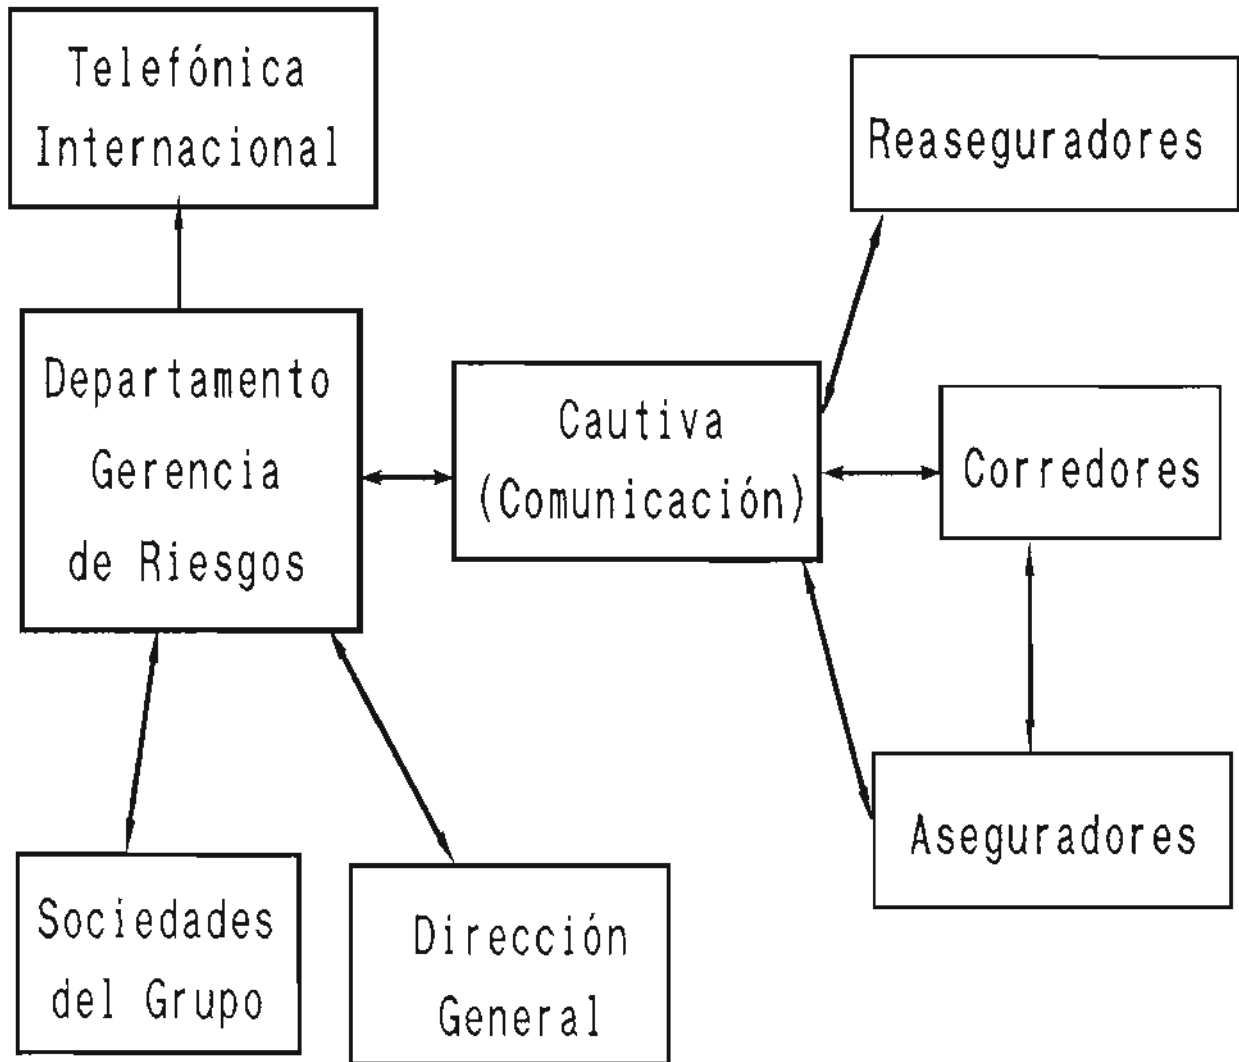 Telefónica
Internacional
Reaseguradores
Departamento
Gerencia
de Riesgos
Cautiva
(Comunicación)
Corredores
Aseguradores
Sociedades
del Grupo
Dirección
General